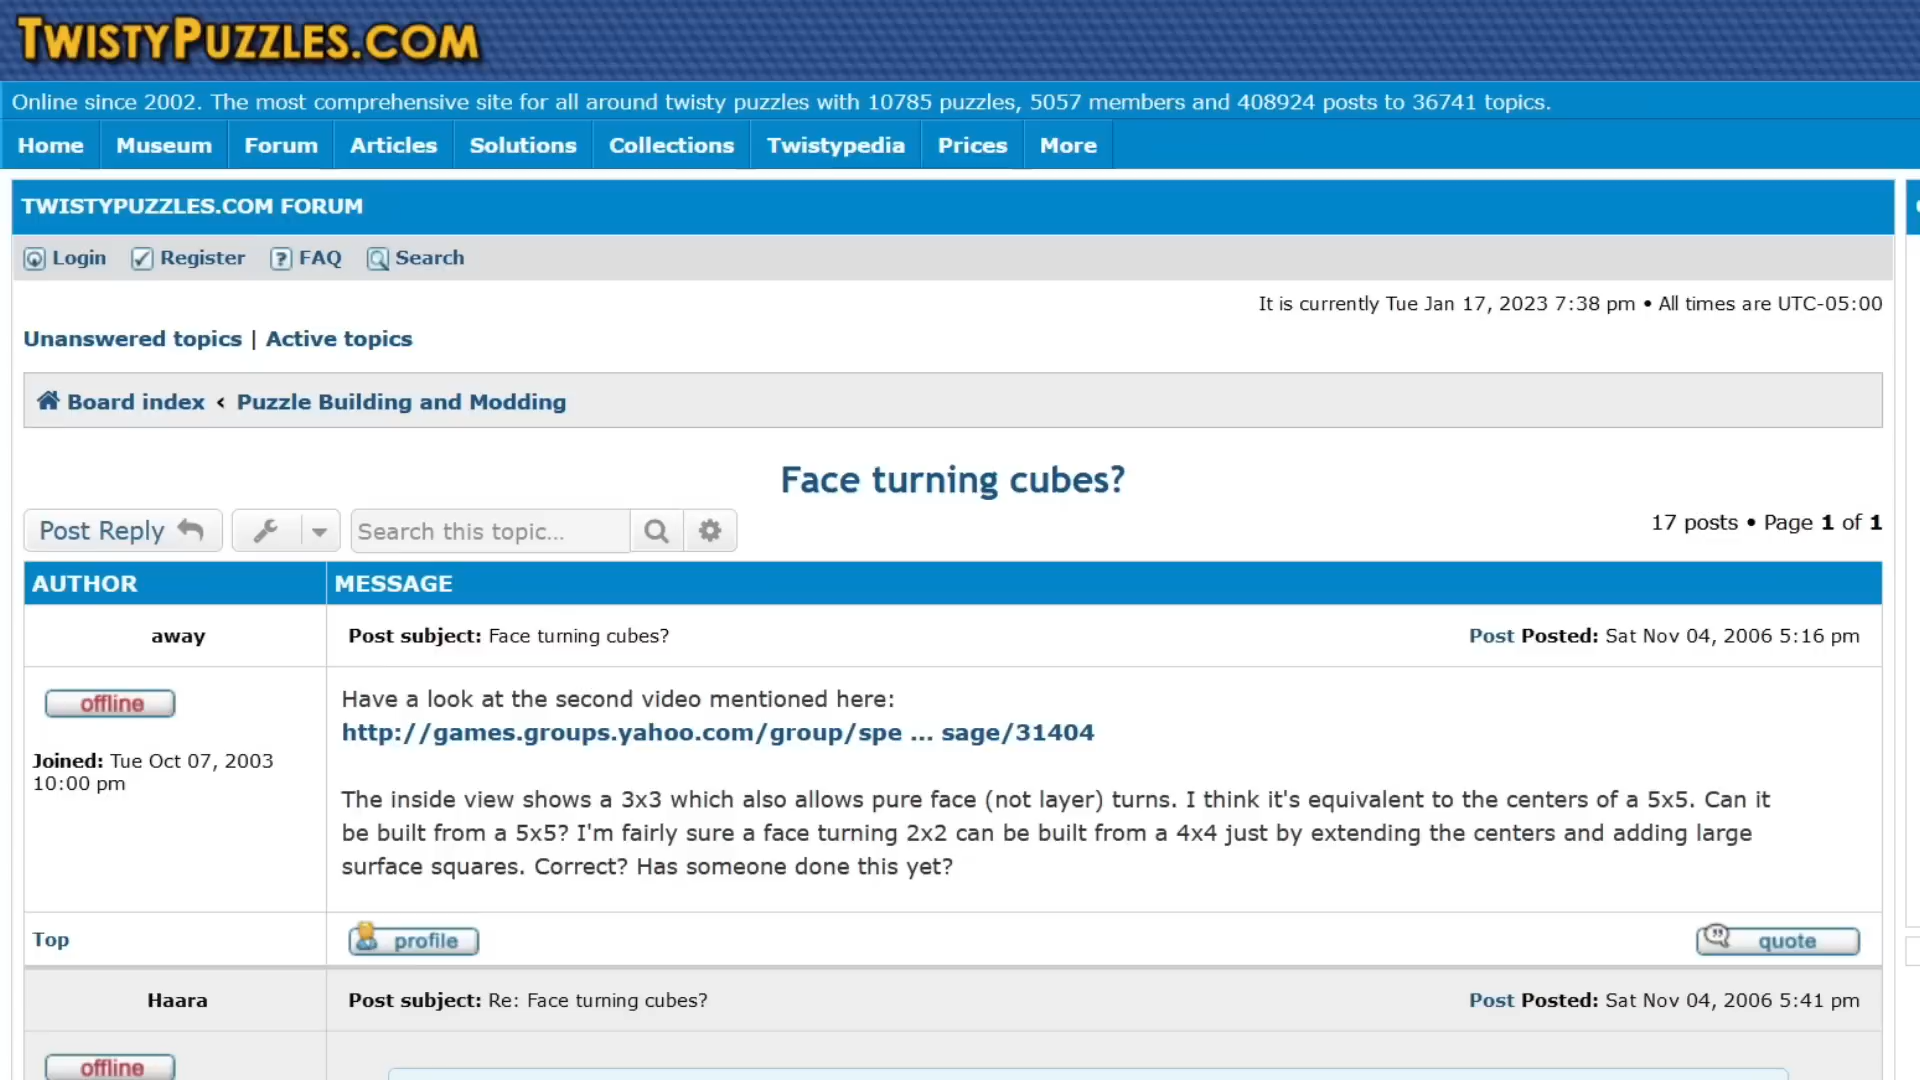 TWISTYPUZZLES.COM
Online since 2002. The most comprehensive site for all around twisty puzzles with 10785 puzzles, 5057 members and 408924 posts to 36741 topics.
Home Museum Forum Articles Solutions Collections Twistypedia Prices More
TWISTYPUZZLES.COM FORUM
Login Register FAQ Search
It is currently Tue Jan 17, 2023 7:38 pm • All times are UTC-05:00
Unanswered topics | Active topics
Board index ‹ Puzzle Building and Modding
Face turning cubes?
Post Reply Search this topic...
17 posts • Page 1 of 1
AUTHOR MESSAGE
away Post subject: Face turning cubes? Post Posted: Sat Nov 04, 2006 5:16 pm
offline
Joined: Tue Oct 07, 2003
10:00 pm
Have a look at the second video mentioned here:
http://games.groups.yahoo.com/group/spe ... sage/31404
The inside view shows a 3x3 which also allows pure face (not layer) turns. I think it's equivalent to the centers of a 5x5. Can it
be built from a 5x5? I'm fairly sure a face turning 2x2 can be built from a 4x4 just by extending the centers and adding large
surface squares. Correct? Has someone done this yet?
Top profile quote
Haara Post subject: Re: Face turning cubes? Post Posted: Sat Nov 04, 2006 5:41 pm
offline